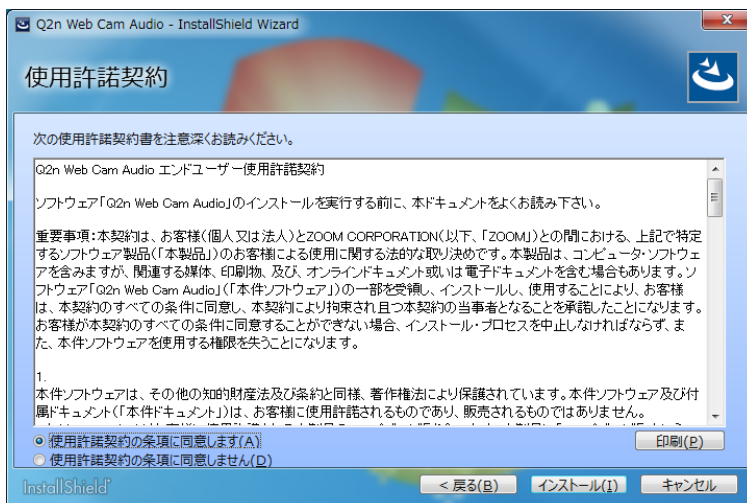 Q2n Web Cam Audio - InstallShield Wizard
使用許諾契約
次の使用許諾契約書を注意深くお読みください。
Q2n Web Cam Audio エンドユーザー使用許諾契約
ソフトウェア「Q2n Web Cam Audio」のインストールを実行する前に、本ドキュメントをよくお読み下さい。
重要事項:本契約は、お客様(個人又は法人)とZOOM CORPORATION(以下、「ZOOM」)との間における、上記で特定
するソフトウェア製品(「本製品」)のお客様による使用に関する法的な取り決めです。本製品は、コンピュータ・ソフトウェ
アを含みますが、関連する媒体、印刷物、及び、オンラインドキュメント或いは電子ドキュメントを含む場合もあります。ソ
フトウェア「Q2n Web Cam Audio」(「本件ソフトウェア」)の一部を受領し、インストールし、使用することにより、お客様
は、本契約のすべての条件に同意し、本契約により拘束され且つ本契約の当事者となることを承諾したことになります。
お客様が本契約のすべての条件に同意することができない場合、インストール・プロセスを中止しなければならず、ま
た、本件ソフトウェアを使用する権限を失うことになります。
1.
本件ソフトウェアは、その他の知的財産法及び条約と同様、著作権法により保護されています。本件ソフトウェア及び付
属ドキュメント(「本件ドキュメント」)は、お客様に使用許諾されるものであり、販売されるものではありません。
使用許諾契約の条項に同意します(A)
印刷(P)
使用許諾契約の条項に同意しません(D)
InstallShield
< 戻る(B)
インストール(I)
キャンセル